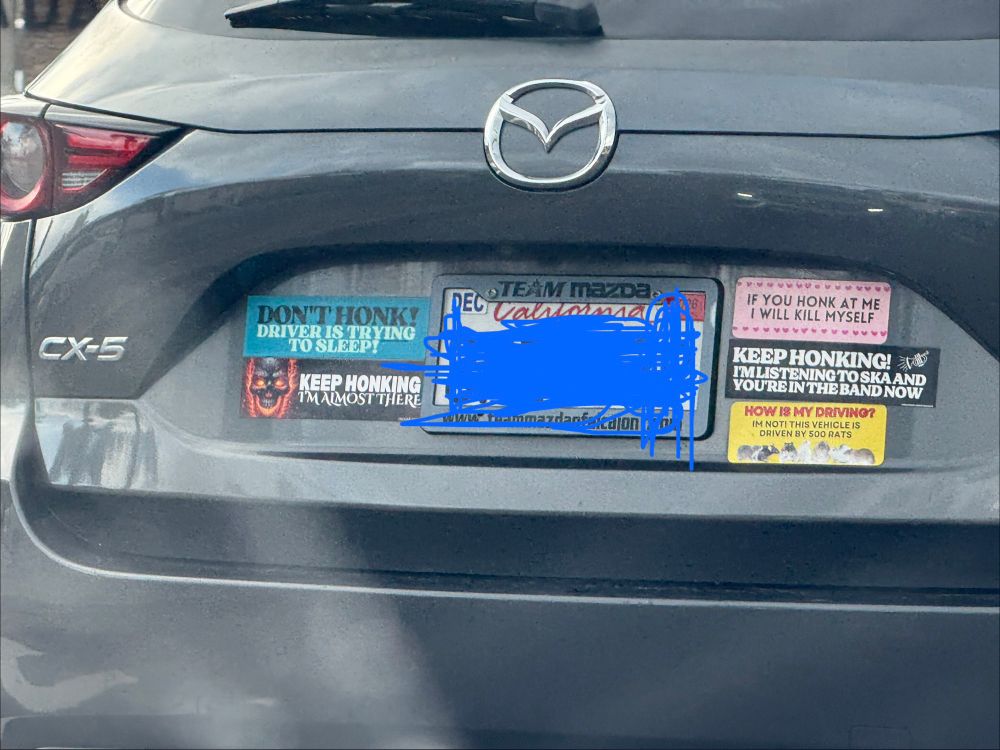 TEAM mazda
DEC
California
CX-5
DON'T HONK!
DRIVER IS TRYING
TO SLEEP!
KEEP HONKING
I'M ALMOST THERE
IF YOU HONK AT ME
I WILL KILL MYSELF
KEEP HONKING!
I'M LISTENING TO SKA AND
YOU'RE IN THE BAND NOW
HOW IS MY DRIVING?
IM NOT! THIS VEHICLE IS
DRIVEN BY 500 RATS